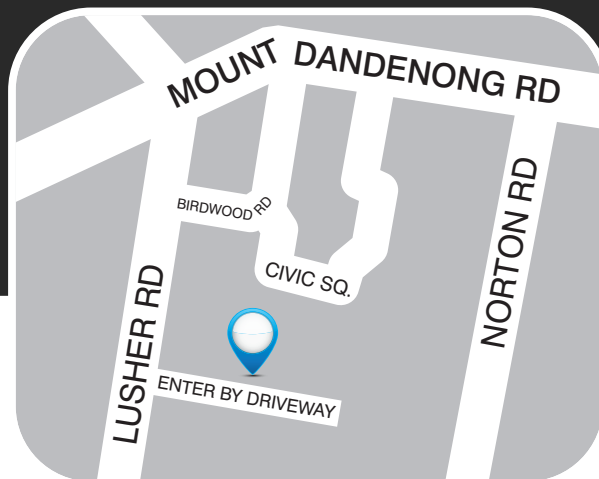 MOUNT DANDENONG RD
BIRDWOOD RD
CIVIC SQ.
NORTON RD
LUSHER RD
ENTER BY DRIVEWAY